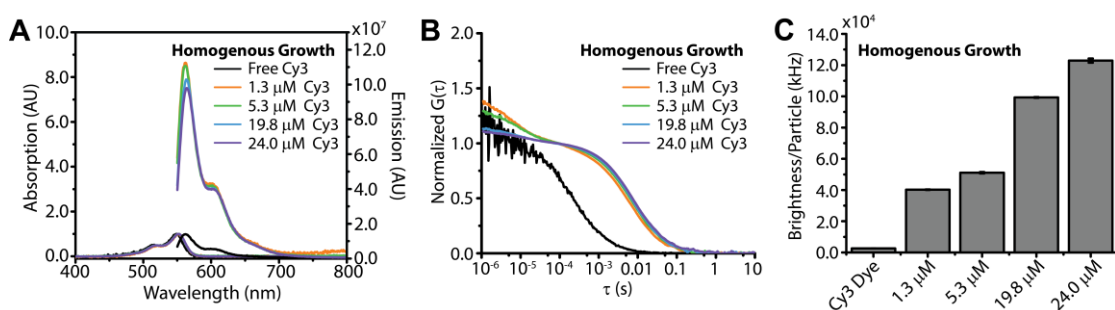 A
Homogenous Growth
Free Cy3
1.3 μM Cy3
5.3 μM Cy3
19.8 μM Cy3
24.0 μM Cy3
Absorption (AU)
10.0
8.0
6.0
4.0
2.0
0.0
400 500 600 700 800
Wavelength (nm)
x10⁷
12.0
10.0
8.0
6.0
4.0
2.0
0.0
Emission (AU)
B
Homogenous Growth
Free Cy3
1.3 μM Cy3
5.3 μM Cy3
19.8 μM Cy3
24.0 μM Cy3
Normalized G(τ)
2.0
1.5
1.0
0.5
0.0
10⁻⁶ 10⁻⁵ 10⁻⁴ 10⁻³ 0.01 0.1 1 10
τ (s)
C
x10⁴
Homogenous Growth
Brightness/Particle (kHz)
14.0
12.0
10.0
8.0
6.0
4.0
2.0
0.0
Cy3 Dye
1.3 μM
5.3 μM
19.8 μM
24.0 μM